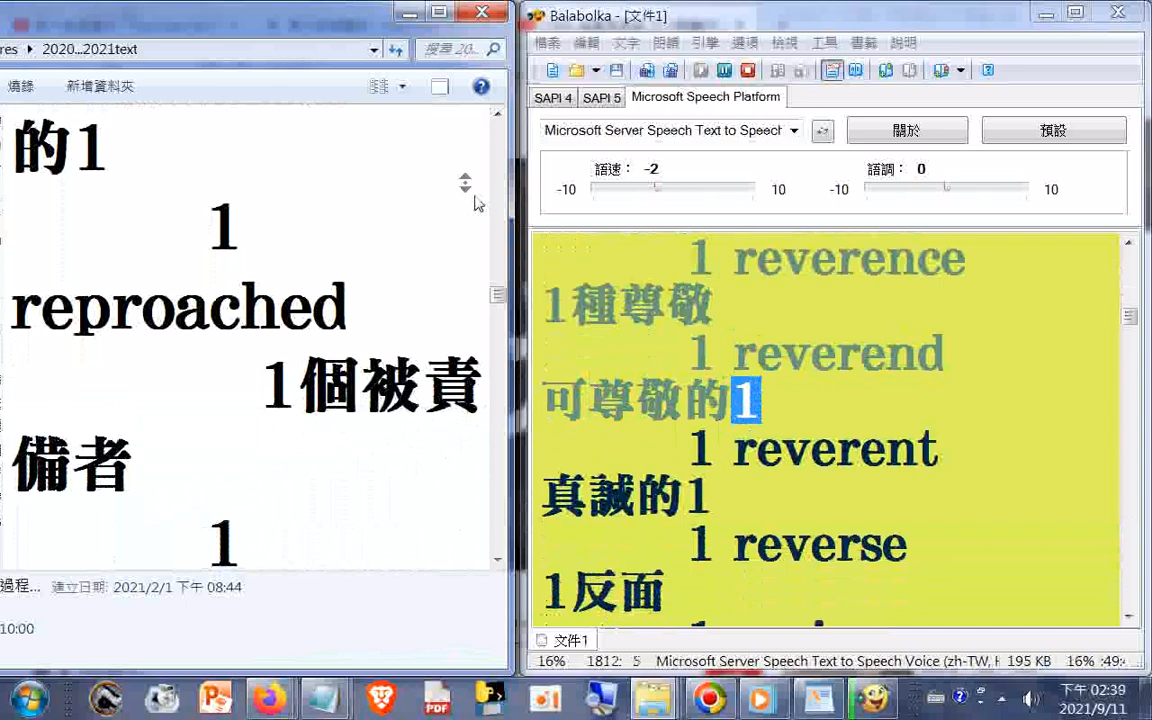 res ▸ 2020...2021text
搜尋 20...
燒錄 新增資料夾
的1
1
reproached
1個被責
備者
1
過程... 建立日期: 2021/2/1 下午 08:44
10:00
Balabolka - [文件1]
檔案 編輯 文字 閱讀 引擎 選項 檢視 工具 書籤 說明
SAPI 4 SAPI 5 Microsoft Speech Platform
Microsoft Server Speech Text to Speech
關於 預設
語速： -2 語調： 0
-10 10 -10 10
1 reverence
1種尊敬
1 reverend
可尊敬的1
1 reverent
真誠的1
1 reverse
1反面
文件1
16% 1812: 5 Microsoft Server Speech Text to Speech Voice (zh-TW, H 195 KB 16% :49:
下午 02:39
2021/9/11